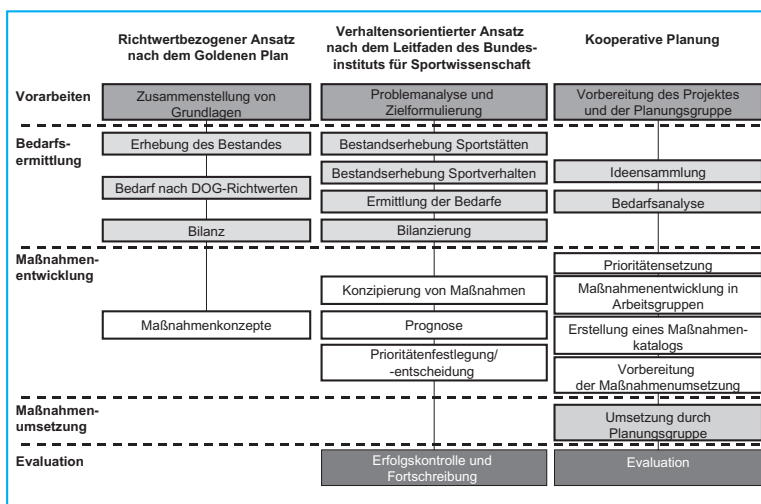 Richtwertbezogener Ansatz
nach dem Goldenen Plan
Verhaltensorientierter Ansatz
nach dem Leitfaden des Bundes-
instituts für Sportwissenschaft
Kooperative Planung
Vorarbeiten
Zusammenstellung von
Grundlagen
Problemanalyse und
Zielformulierung
Vorbereitung des Projektes
und der Planungsgruppe
Bedarfs-
ermittlung
Erhebung des Bestandes
Bedarf nach DOG-Richtwerten
Bilanz
Bestandserhebung Sportstätten
Bestandserhebung Sportverhalten
Ermittlung der Bedarfe
Bilanzierung
Ideensammlung
Bedarfsanalyse
Maßnahmen-
entwicklung
Maßnahmenkonzepte
Konzipierung von Maßnahmen
Prognose
Prioritätenfestlegung/
-entscheidung
Prioritätensetzung
Maßnahmenentwicklung in
Arbeitsgruppen
Erstellung eines Maßnahmen-
katalogs
Vorbereitung
der Maßnahmenumsetzung
Maßnahmen-
umsetzung
Umsetzung durch
Planungsgruppe
Evaluation
Erfolgskontrolle und
Fortschreibung
Evaluation